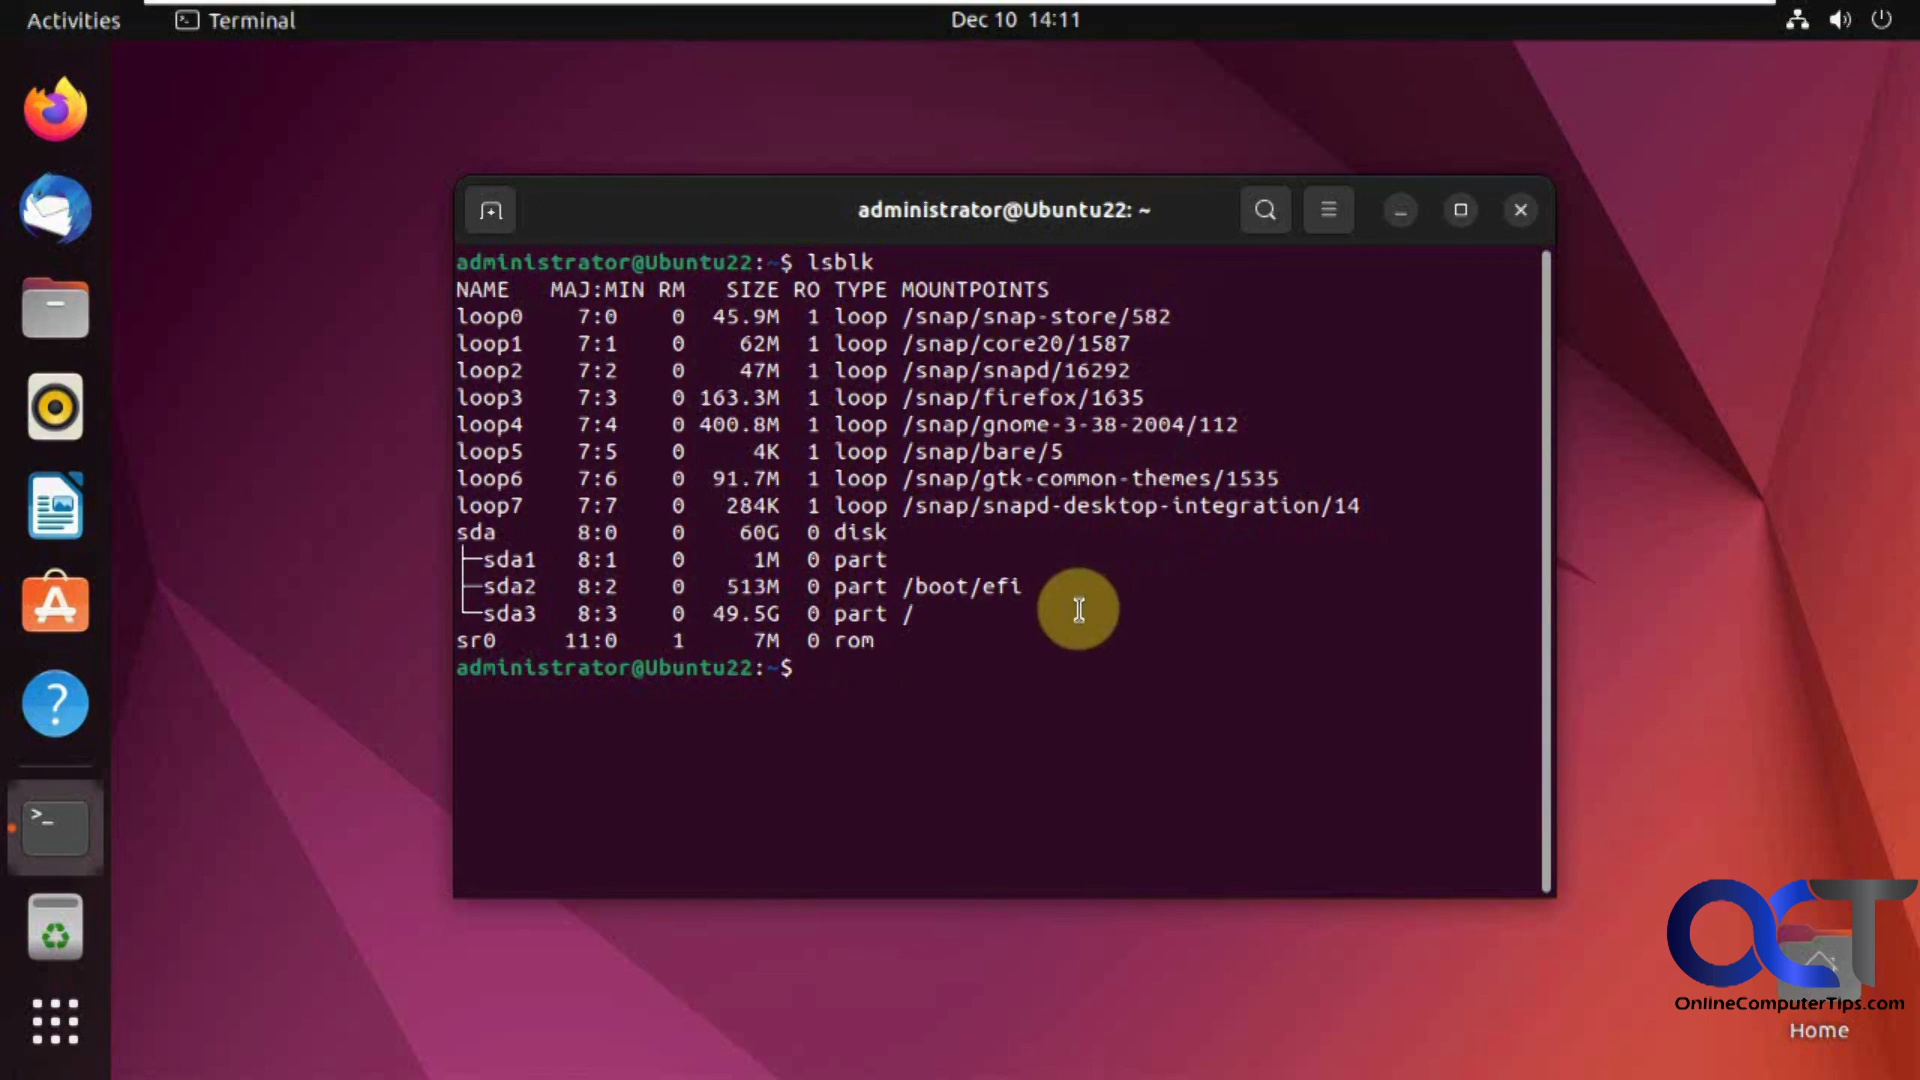 Activities Terminal Dec 10 14:11
administrator@Ubuntu22: ~
administrator@Ubuntu22:~$ lsblk
NAME MAJ:MIN RM SIZE RO TYPE MOUNTPOINTS
loop0 7:0 0 45.9M 1 loop /snap/snap-store/582
loop1 7:1 0 62M 1 loop /snap/core20/1587
loop2 7:2 0 47M 1 loop /snap/snapd/16292
loop3 7:3 0 163.3M 1 loop /snap/firefox/1635
loop4 7:4 0 400.8M 1 loop /snap/gnome-3-38-2004/112
loop5 7:5 0 4K 1 loop /snap/bare/5
loop6 7:6 0 91.7M 1 loop /snap/gtk-common-themes/1535
loop7 7:7 0 284K 1 loop /snap/snapd-desktop-integration/14
sda 8:0 0 60G 0 disk
├─sda1 8:1 0 1M 0 part
├─sda2 8:2 0 513M 0 part /boot/efi
└─sda3 8:3 0 49.5G 0 part /
sr0 11:0 1 7M 0 rom
administrator@Ubuntu22:~$
OCT
OnlineComputerTips.com
Home